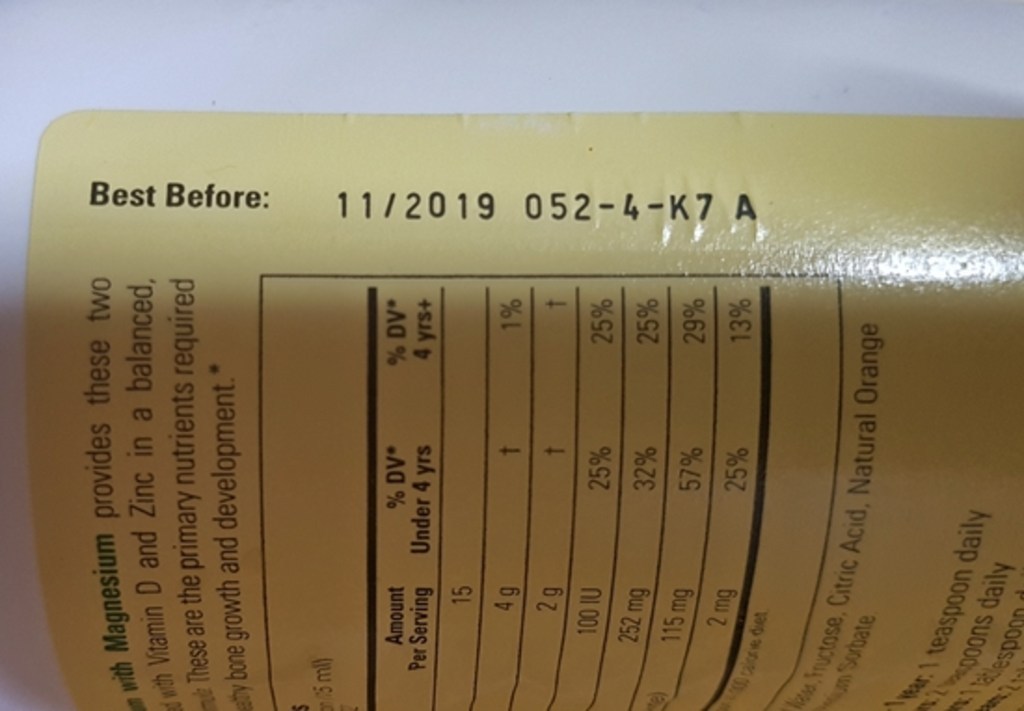 Best Before: 11/2019 052-4-K7 A
with Magnesium provides these two
with Vitamin D and Zinc in a balanced,
These are the primary nutrients required
bone growth and development.*
Amount Per Serving % DV* Under 4 yrs % DV* 4 yrs+
15
4 g † 1%
2 g † †
100 IU 25% 25%
252 mg 32% 25%
115 mg 57% 29%
2 mg 25% 13%
calorie diet.
Fructose, Citric Acid, Natural Orange
Sorbate
1 teaspoon daily
daily